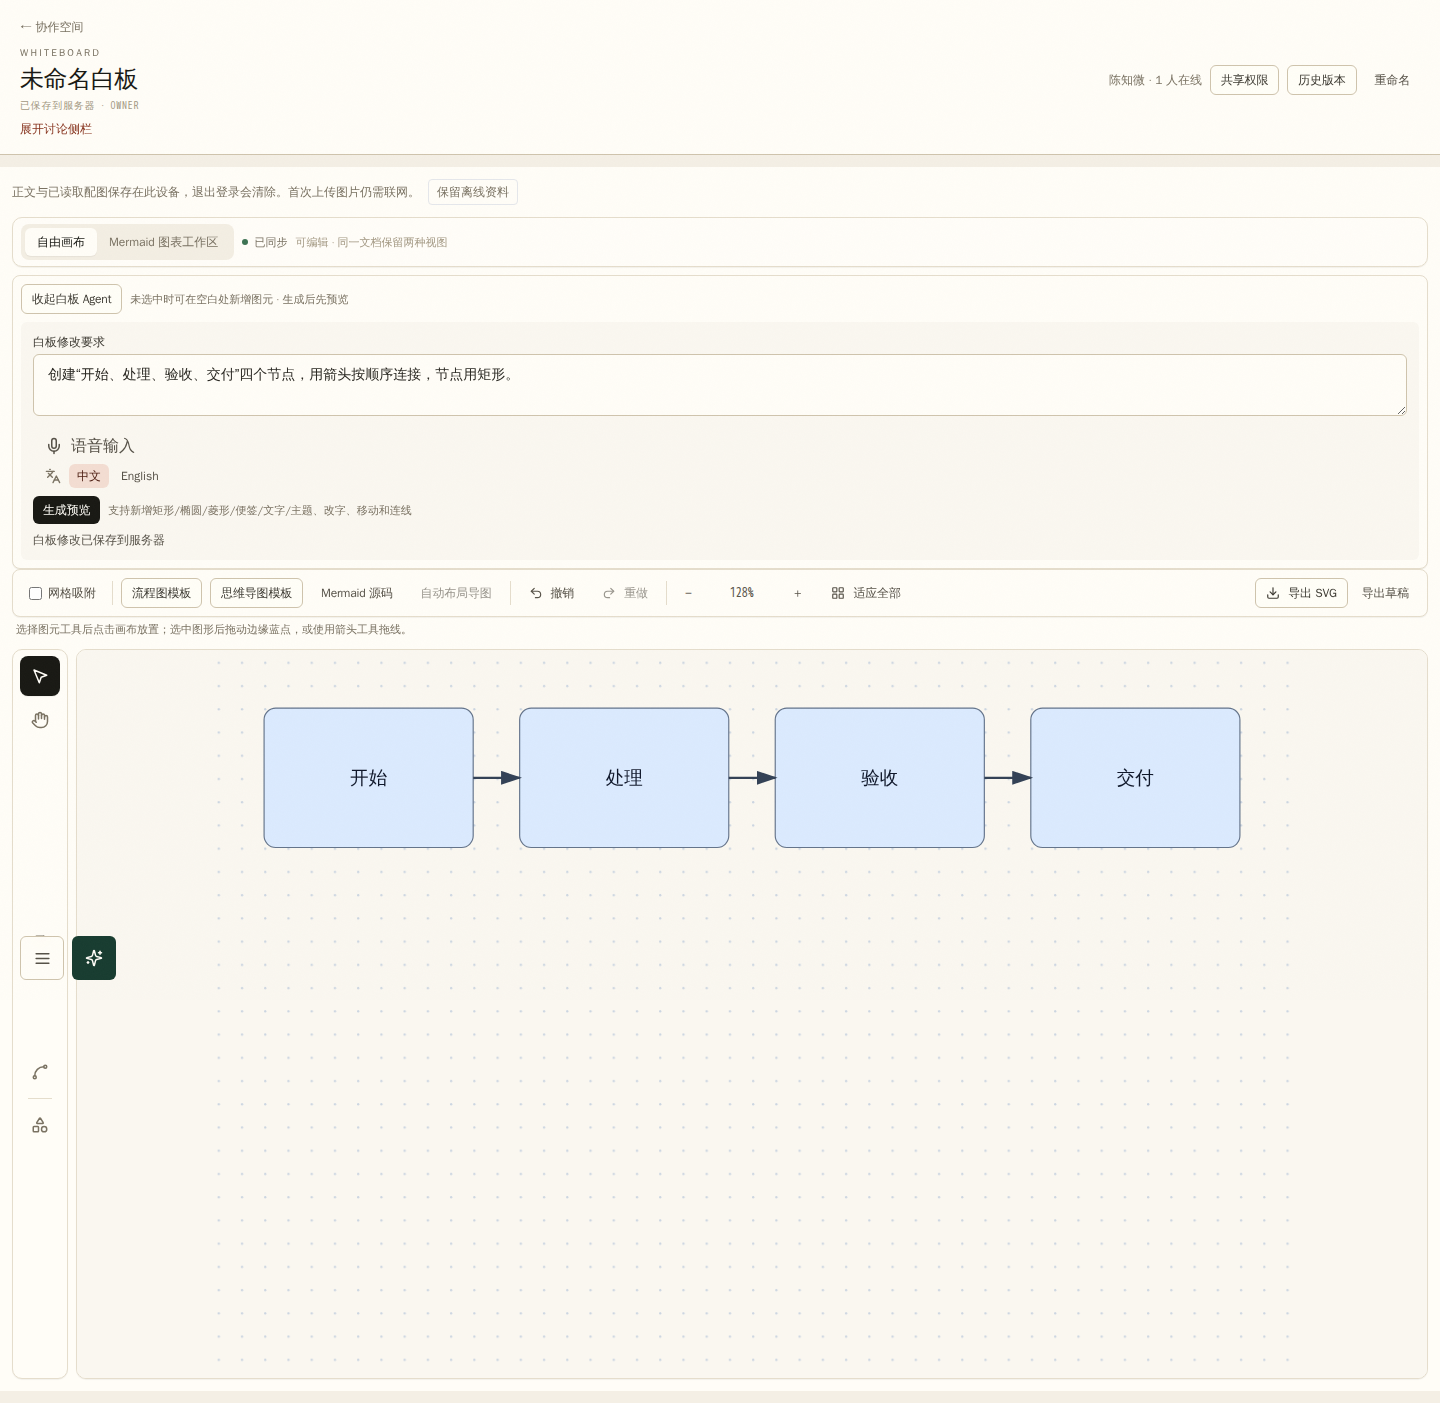 ← 协作空间
WHITEBOARD
未命名白板
已保存到服务器 · OWNER
展开讨论侧栏
陈知微 · 1 人在线 共享权限 历史版本 重命名
正文与已读取配图保存在此设备，退出登录会清除。首次上传图片仍需联网。 保留离线资料
自由画布 Mermaid 图表工作区 已同步 可编辑 · 同一文档保留两种视图
收起白板 Agent 未选中时可在空白处新增图元 · 生成后先预览
白板修改要求
创建“开始、处理、验收、交付”四个节点，用箭头按顺序连接，节点用矩形。
语音输入
中文 English
生成预览 支持新增矩形/椭圆/菱形/便签/文字/主题、改字、移动和连线
白板修改已保存到服务器
网格吸附 流程图模板 思维导图模板 Mermaid 源码 自动布局导图 撤销 重做 − 128% + 适应全部 导出 SVG 导出草稿
选择图元工具后点击画布放置；选中图形后拖动边缘蓝点，或使用箭头工具拖线。
开始 处理 验收 交付